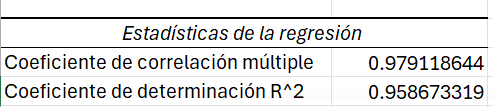 Estadísticas de la regresión
Coeficiente de correlación múltiple 0.979118644
Coeficiente de determinación R^2 0.958673319